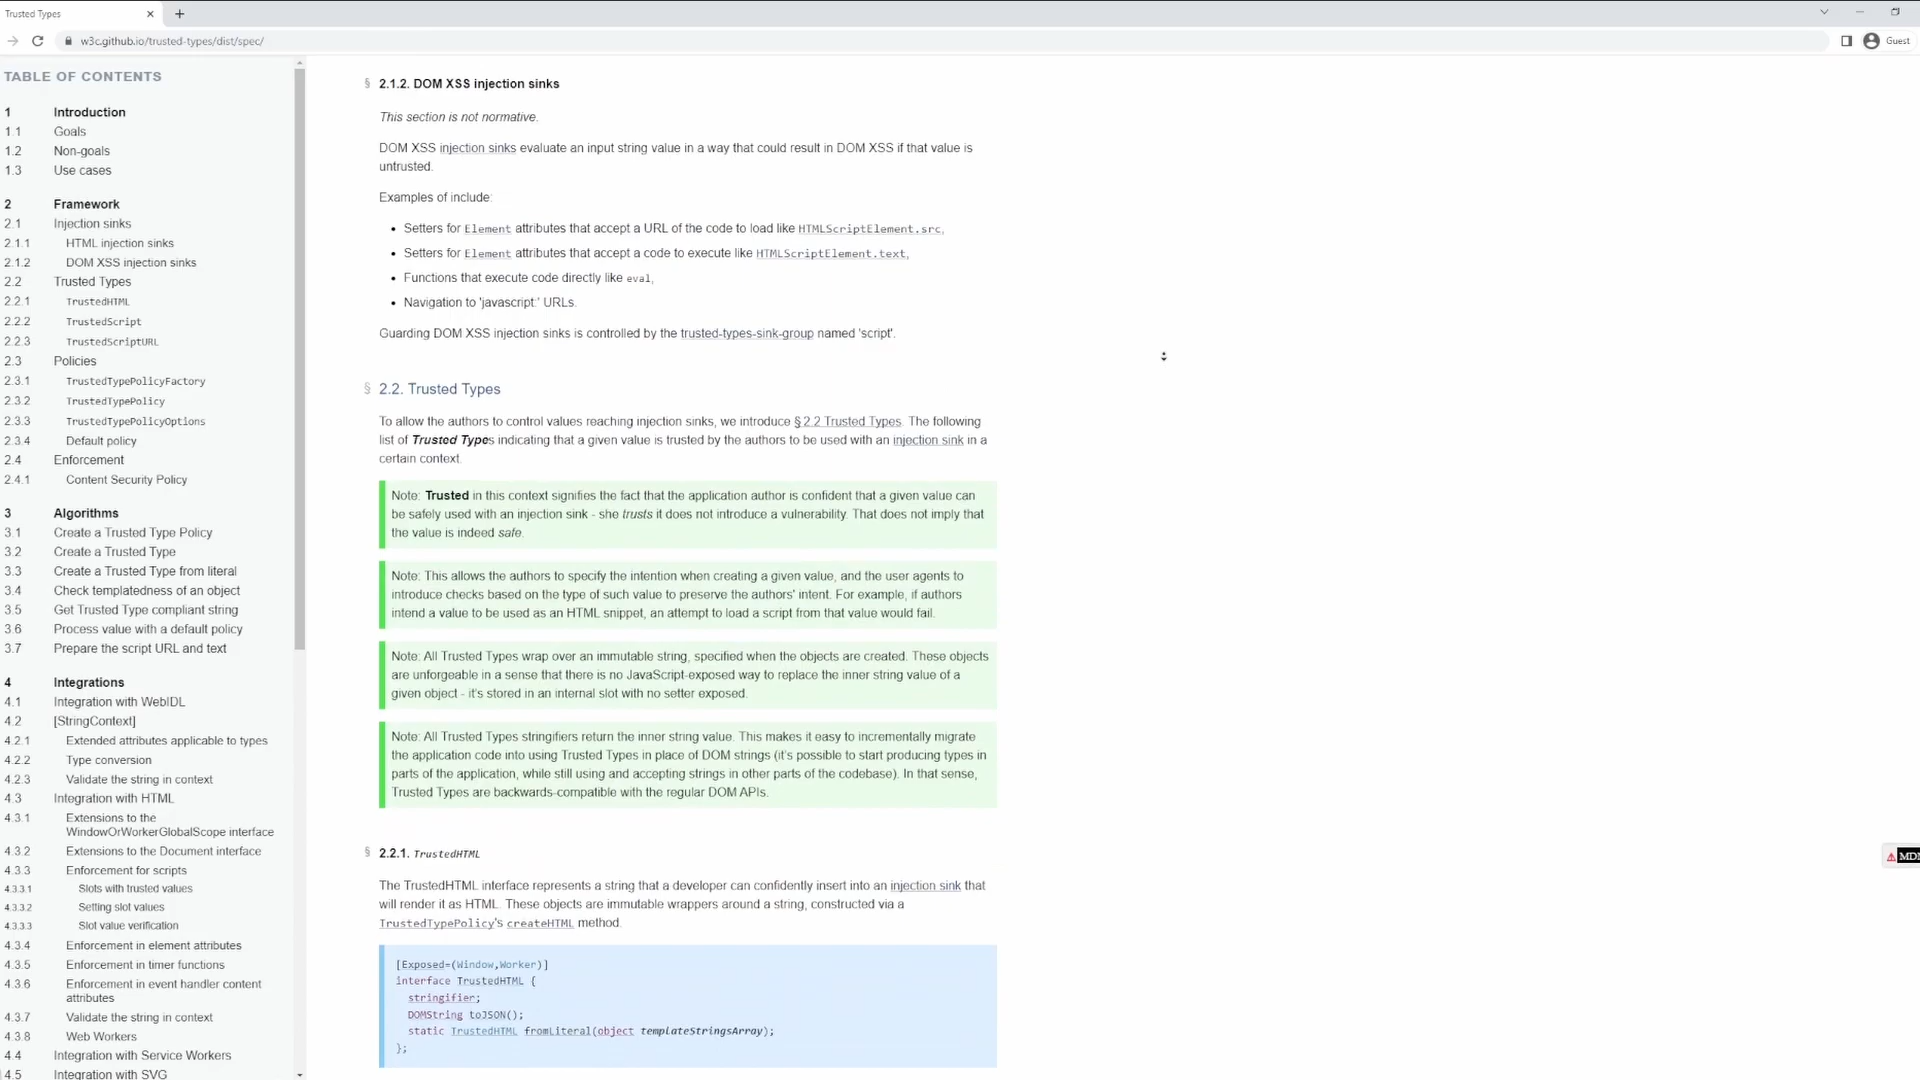 Trusted Types
w3c.github.io/trusted-types/dist/spec/
Guest
TABLE OF CONTENTS
1 Introduction
1.1 Goals
1.2 Non-goals
1.3 Use cases
2 Framework
2.1 Injection sinks
2.1.1 HTML injection sinks
2.1.2 DOM XSS injection sinks
2.2 Trusted Types
2.2.1 TrustedHTML
2.2.2 TrustedScript
2.2.3 TrustedScriptURL
2.3 Policies
2.3.1 TrustedTypePolicyFactory
2.3.2 TrustedTypePolicy
2.3.3 TrustedTypePolicyOptions
2.3.4 Default policy
2.4 Enforcement
2.4.1 Content Security Policy
3 Algorithms
3.1 Create a Trusted Type Policy
3.2 Create a Trusted Type
3.3 Create a Trusted Type from literal
3.4 Check templatedness of an object
3.5 Get Trusted Type compliant string
3.6 Process value with a default policy
3.7 Prepare the script URL and text
4 Integrations
4.1 Integration with WebIDL
4.2 [StringContext]
4.2.1 Extended attributes applicable to types
4.2.2 Type conversion
4.2.3 Validate the string in context
4.3 Integration with HTML
4.3.1 Extensions to the
WindowOrWorkerGlobalScope interface
4.3.2 Extensions to the Document interface
4.3.3 Enforcement for scripts
4.3.3.1 Slots with trusted values
4.3.3.2 Setting slot values
4.3.3.3 Slot value verification
4.3.4 Enforcement in element attributes
4.3.5 Enforcement in timer functions
4.3.6 Enforcement in event handler content
attributes
4.3.7 Validate the string in context
4.3.8 Web Workers
4.4 Integration with Service Workers
4.5 Integration with SVG
§ 2.1.2. DOM XSS injection sinks
This section is not normative.
DOM XSS injection sinks evaluate an input string value in a way that could result in DOM XSS if that value is
untrusted.
Examples of include:
• Setters for Element attributes that accept a URL of the code to load like HTMLScriptElement.src,
• Setters for Element attributes that accept a code to execute like HTMLScriptElement.text,
• Functions that execute code directly like eval,
• Navigation to 'javascript:' URLs.
Guarding DOM XSS injection sinks is controlled by the trusted-types-sink-group named 'script'.
§ 2.2. Trusted Types
To allow the authors to control values reaching injection sinks, we introduce § 2.2 Trusted Types. The following
list of Trusted Types indicating that a given value is trusted by the authors to be used with an injection sink in a
certain context.
Note: Trusted in this context signifies the fact that the application author is confident that a given value can
be safely used with an injection sink - she trusts it does not introduce a vulnerability. That does not imply that
the value is indeed safe.
Note: This allows the authors to specify the intention when creating a given value, and the user agents to
introduce checks based on the type of such value to preserve the authors' intent. For example, if authors
intend a value to be used as an HTML snippet, an attempt to load a script from that value would fail.
Note: All Trusted Types wrap over an immutable string, specified when the objects are created. These objects
are unforgeable in a sense that there is no JavaScript-exposed way to replace the inner string value of a
given object - it's stored in an internal slot with no setter exposed.
Note: All Trusted Types stringifiers return the inner string value. This makes it easy to incrementally migrate
the application code into using Trusted Types in place of DOM strings (it's possible to start producing types in
parts of the application, while still using and accepting strings in other parts of the codebase). In that sense,
Trusted Types are backwards-compatible with the regular DOM APIs.
§ 2.2.1. TrustedHTML
The TrustedHTML interface represents a string that a developer can confidently insert into an injection sink that
will render it as HTML. These objects are immutable wrappers around a string, constructed via a
TrustedTypePolicy's createHTML method.
[Exposed=(Window,Worker)]
interface TrustedHTML {
stringifier;
DOMString toJSON();
static TrustedHTML fromLiteral(object templateStringsArray);
};